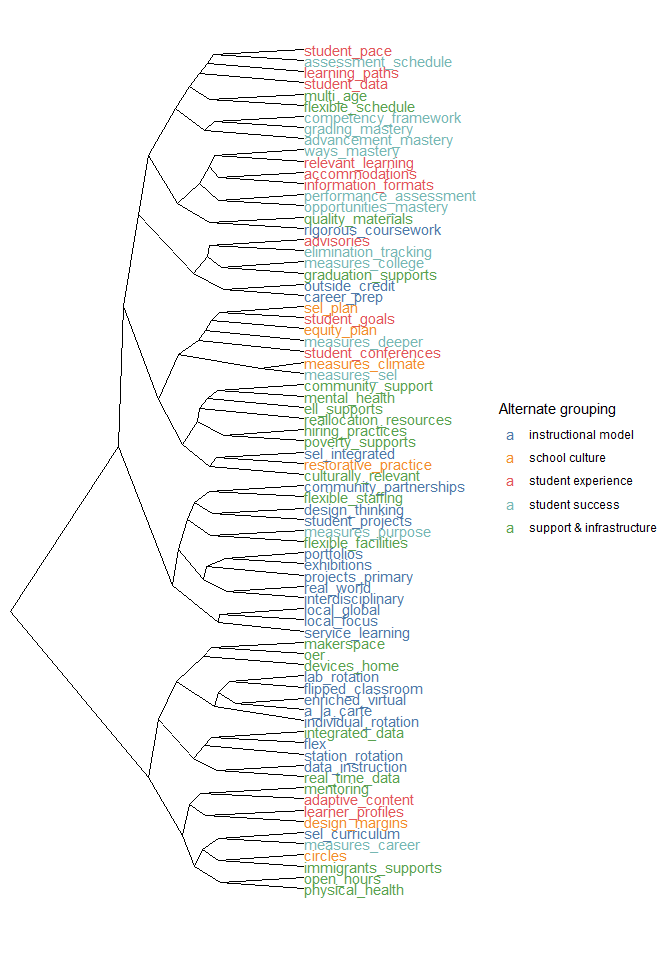 student_pace
assessment_schedule
learning_paths
student_data
multi_age
flexible_schedule
competency_framework
grading_mastery
advancement_mastery
ways_mastery
relevant_learning
accommodations
information_formats
performance_assessment
opportunities_mastery
quality_materials
rigorous_coursework
advisories
elimination_tracking
measures_college
graduation_supports
outside_credit
career_prep
sel_plan
student_goals
equity_plan
measures_deeper
student_conferences
measures_climate
measures_sel
community_support
mental_health
ell_supports
reallocation_resources
hiring_practices
poverty_supports
sel_integrated
restorative_practice
culturally_relevant
community_partnerships
flexible_staffing
design_thinking
student_projects
measures_purpose
flexible_facilities
portfolios
exhibitions
projects_primary
real_world
interdisciplinary
local_global
local_focus
service_learning
makerspace
oer
devices_home
lab_rotation
flipped_classroom
enriched_virtual
a_la_carte
individual_rotation
integrated_data
flex
station_rotation
data_instruction
real_time_data
mentoring
adaptive_content
learner_profiles
design_margins
sel_curriculum
measures_career
circles
immigrants_supports
open_hours
physical_health
Alternate grouping
a instructional model
a school culture
a student experience
a student success
a support & infrastructure